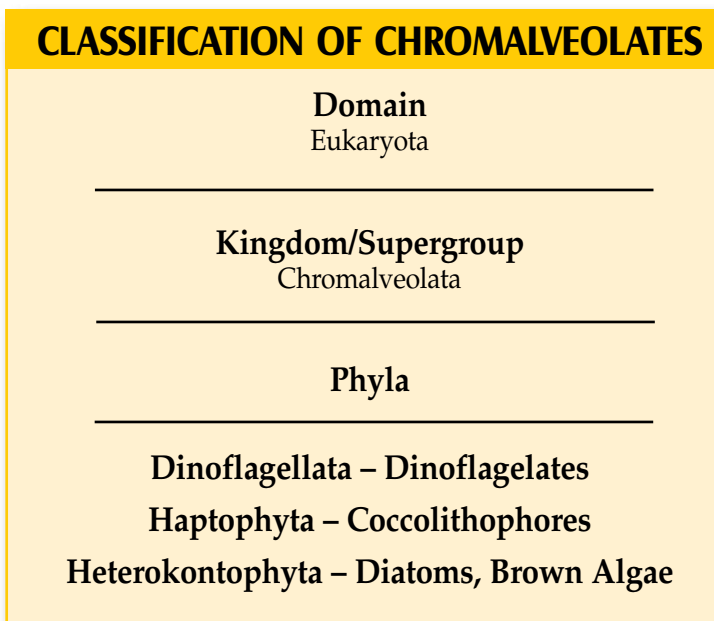 CLASSIFICATION OF CHROMALVEOLATES
Domain
Eukaryota
Kingdom/Supergroup
Chromalveolata
Phyla
Dinoflagellata – Dinoflagelates
Haptophyta – Coccolithophores
Heterokontophyta – Diatoms, Brown Algae